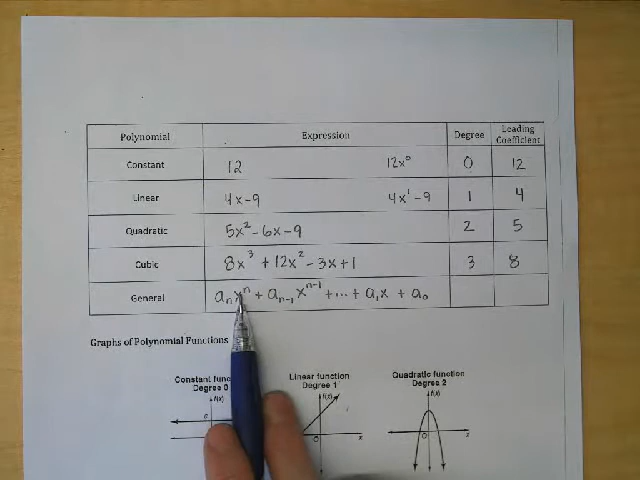 Polynomial Expression Degree Leading Coefficient
Constant 12 12x⁰ 0 12
Linear 4x-9 4x¹-9 1 4
Quadratic 5x²-6x-9 2 5
Cubic 8x³+12x²-3x+1 3 8
General aₙxⁿ+aₙ₋₁xⁿ⁻¹+...+a₁x+a₀
Graphs of Polynomial Functions
Constant Linear function Quadratic function
Degree 0 Degree 1 Degree 2
f(x) f(x) f(x)
O x O x